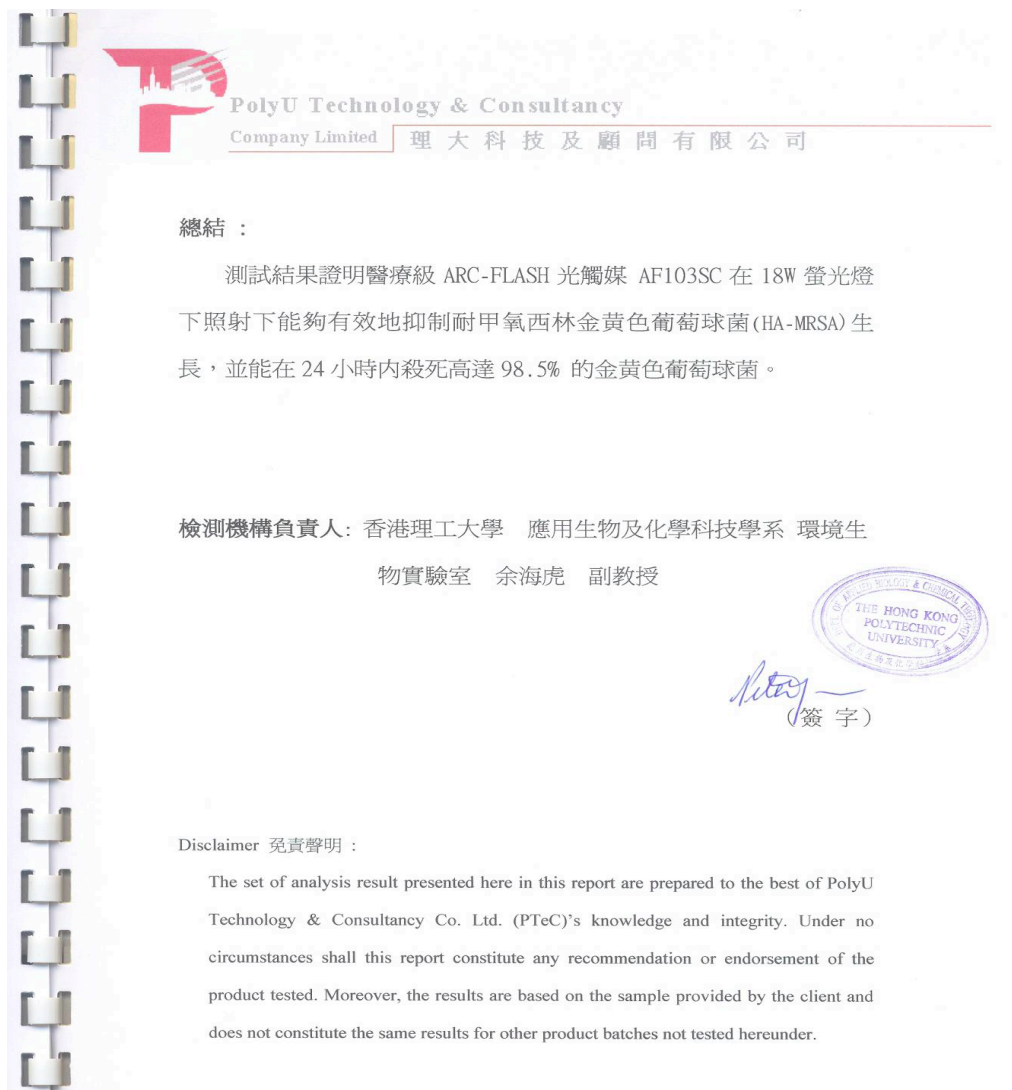 PolyU Technology & Consultancy
Company Limited 理大科技及顧問有限公司
總結 :
測試結果證明醫療級 ARC-FLASH 光觸媒 AF103SC 在 18W 螢光燈
下照射下能夠有效地抑制耐甲氧西林金黃色葡萄球菌(HA-MRSA)生
長，並能在 24 小時內殺死高達 98.5% 的金黃色葡萄球菌。
檢測機構負責人: 香港理工大學 應用生物及化學科技學系 環境生
物實驗室 余海虎 副教授
DEPT. OF APPLIED BIOLOGY & CHEMICAL TECHNOLOGY
THE HONG KONG
POLYTECHNIC
UNIVERSITY
(簽 字)
Disclaimer 免責聲明 :
The set of analysis result presented here in this report are prepared to the best of PolyU
Technology & Consultancy Co. Ltd. (PTeC)'s knowledge and integrity. Under no
circumstances shall this report constitute any recommendation or endorsement of the
product tested. Moreover, the results are based on the sample provided by the client and
does not constitute the same results for other product batches not tested hereunder.